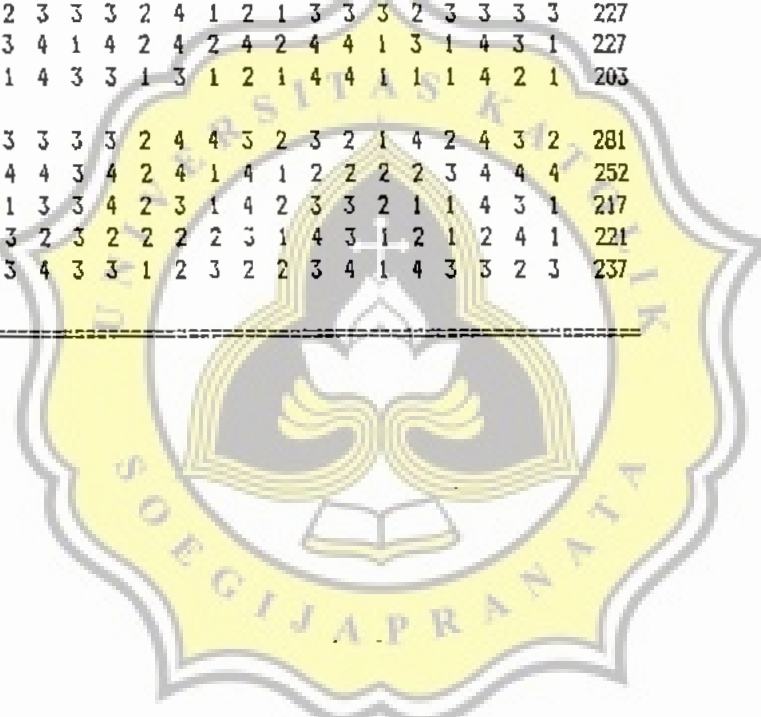 2 3 3 3 2 4 1 2 1 3 3 3 2 3 3 3 3 227
3 4 1 4 2 4 2 4 2 4 4 1 3 1 4 3 1 227
1 4 3 3 1 3 1 2 1 4 4 1 1 1 4 2 1 203
3 3 3 3 2 4 4 3 2 3 2 1 4 2 4 3 2 281
4 4 3 4 2 4 1 4 1 2 2 2 2 3 4 4 4 252
1 3 3 4 2 3 1 4 2 3 3 2 1 1 4 3 1 217
3 2 3 2 2 2 2 3 1 4 3 1 2 1 2 4 1 221
3 4 3 3 1 2 3 2 2 3 4 1 4 3 3 2 3 237
UNIVERSITAS KATOLIK
SOEGIJAPRANATA